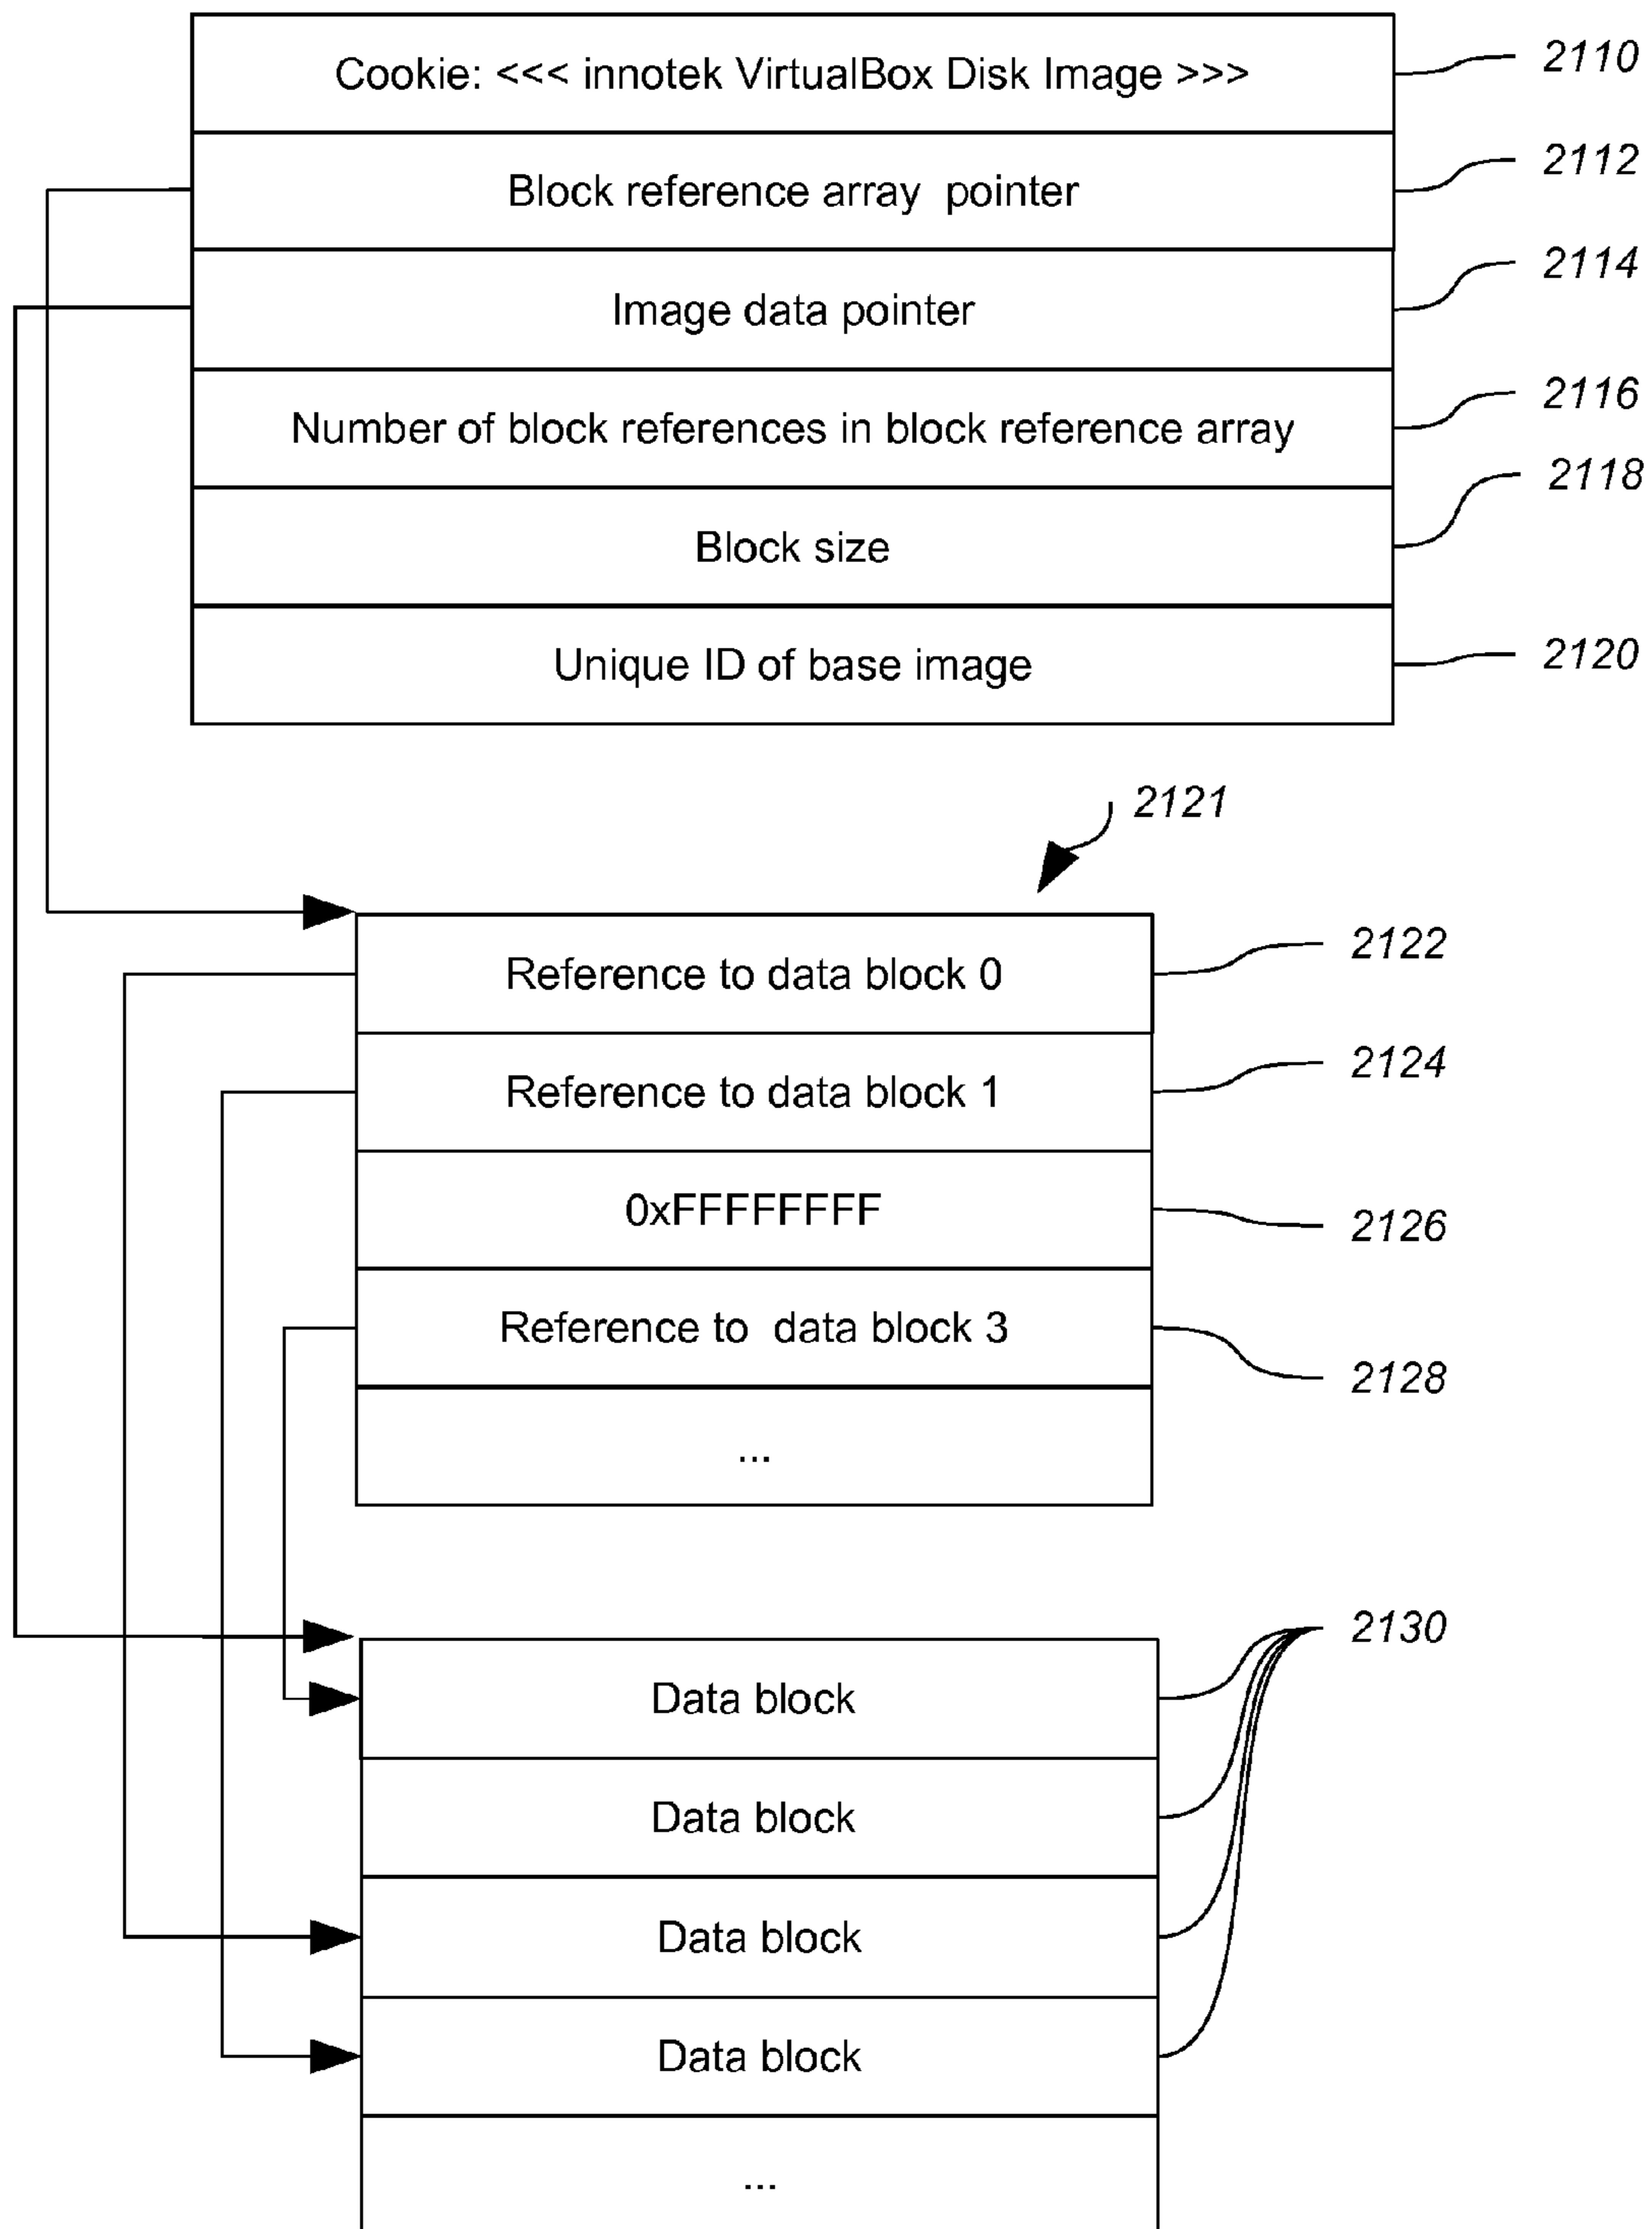 Cookie: <<< innotek VirtualBox Disk Image >>>
2110
Block reference array pointer
2112
Image data pointer
2114
Number of block references in block reference array
2116
Block size
2118
Unique ID of base image
2120
2121
Reference to data block 0
2122
Reference to data block 1
2124
0xFFFFFFFF
2126
Reference to data block 3
2128
...
2130
Data block
Data block
Data block
Data block
...